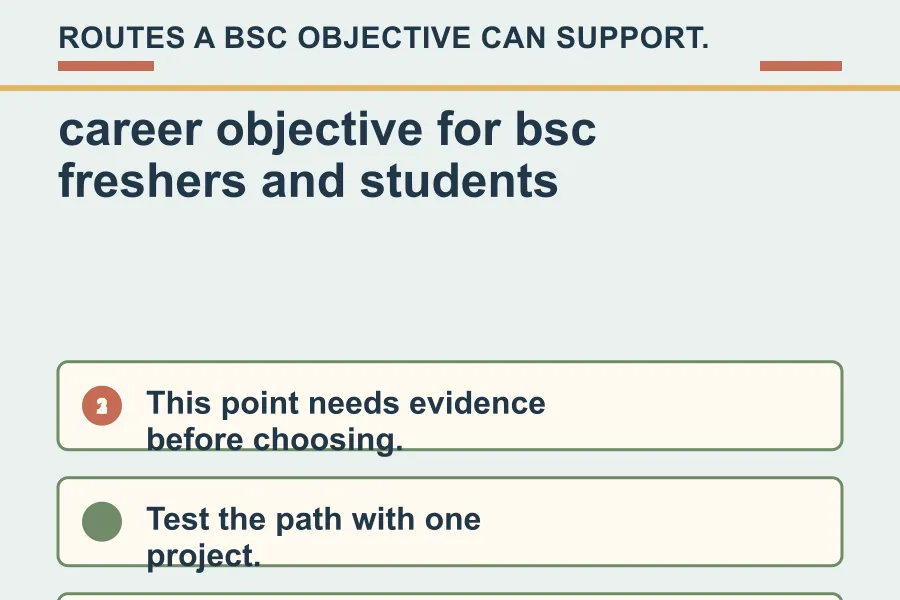 ROUTES A BSC OBJECTIVE CAN SUPPORT.
career objective for bsc
freshers and students
This point needs evidence
before choosing.
Test the path with one
project.